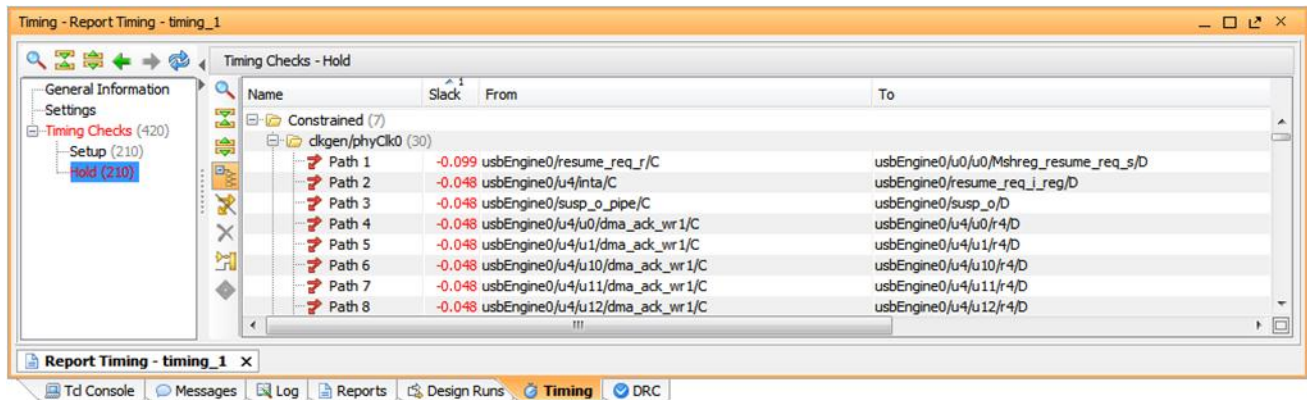 Timing - Report Timing - timing_1
Timing Checks - Hold
General Information
Settings
Timing Checks (420)
Setup (210)
Hold (210)
Name Slack 1 From To
Constrained (7)
clkgen/phyClk0 (30)
Path 1 -0.099 usbEngine0/resume_req_r/C usbEngine0/u0/u0/Mshreg_resume_req_s/D
Path 2 -0.048 usbEngine0/u4/inta/C usbEngine0/resume_req_i_reg/D
Path 3 -0.048 usbEngine0/susp_o_pipe/C usbEngine0/susp_o/D
Path 4 -0.048 usbEngine0/u4/u0/dma_ack_wr1/C usbEngine0/u4/u0/r4/D
Path 5 -0.048 usbEngine0/u4/u1/dma_ack_wr1/C usbEngine0/u4/u1/r4/D
Path 6 -0.048 usbEngine0/u4/u10/dma_ack_wr1/C usbEngine0/u4/u10/r4/D
Path 7 -0.048 usbEngine0/u4/u11/dma_ack_wr1/C usbEngine0/u4/u11/r4/D
Path 8 -0.048 usbEngine0/u4/u12/dma_ack_wr1/C usbEngine0/u4/u12/r4/D
Report Timing - timing_1
Tcl Console Messages Log Reports Design Runs Timing DRC